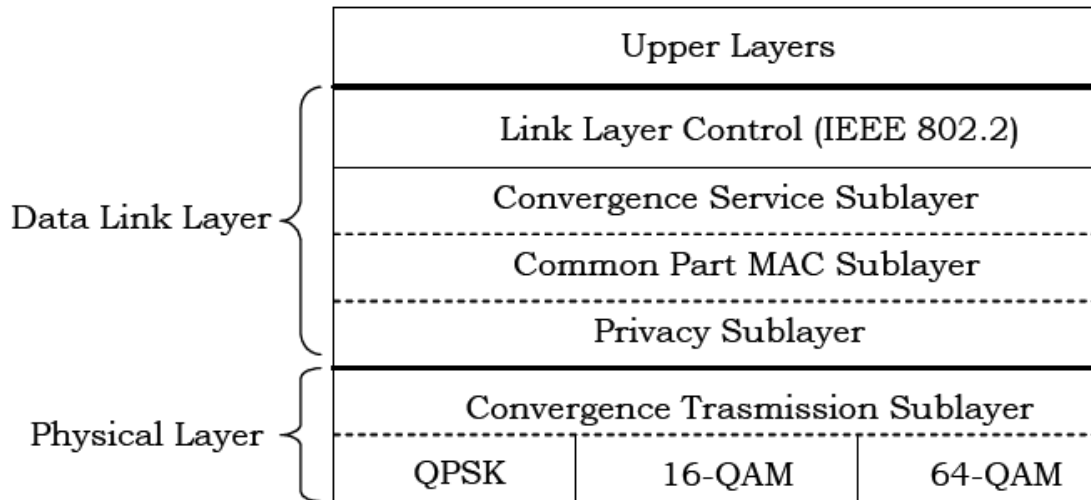 Upper Layers
Link Layer Control (IEEE 802.2)
Convergence Service Sublayer
Data Link Layer
Common Part MAC Sublayer
Privacy Sublayer
Convergence Trasmission Sublayer
Physical Layer
QPSK 16-QAM 64-QAM